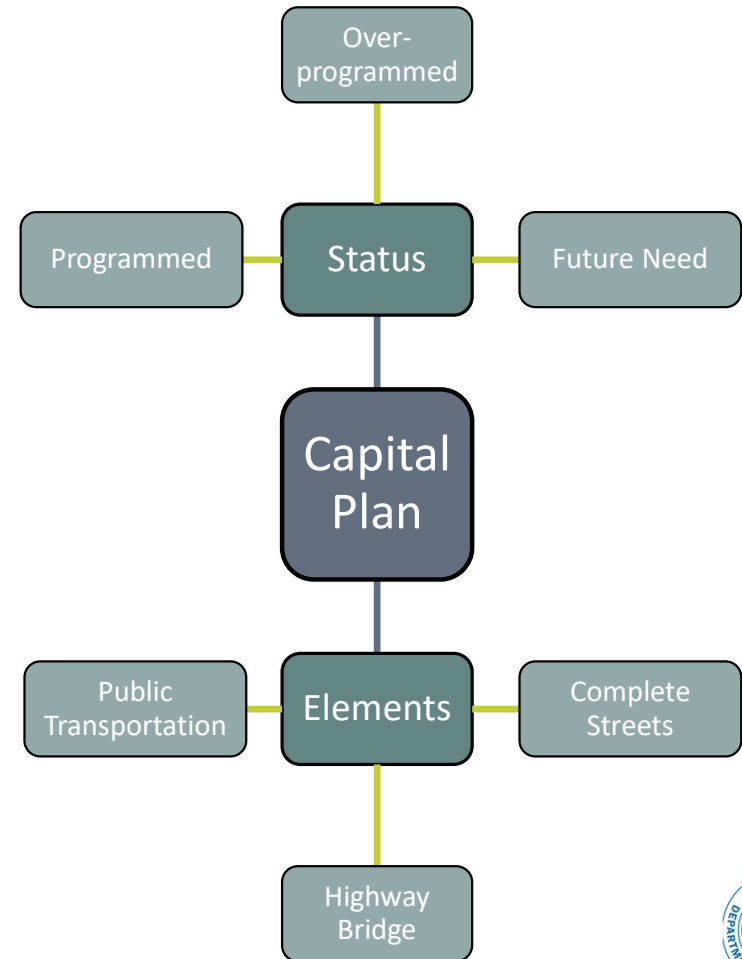 Over-
programmed
Programmed
Status
Future Need
Capital
Plan
Public
Transportation
Elements
Complete
Streets
Highway
Bridge